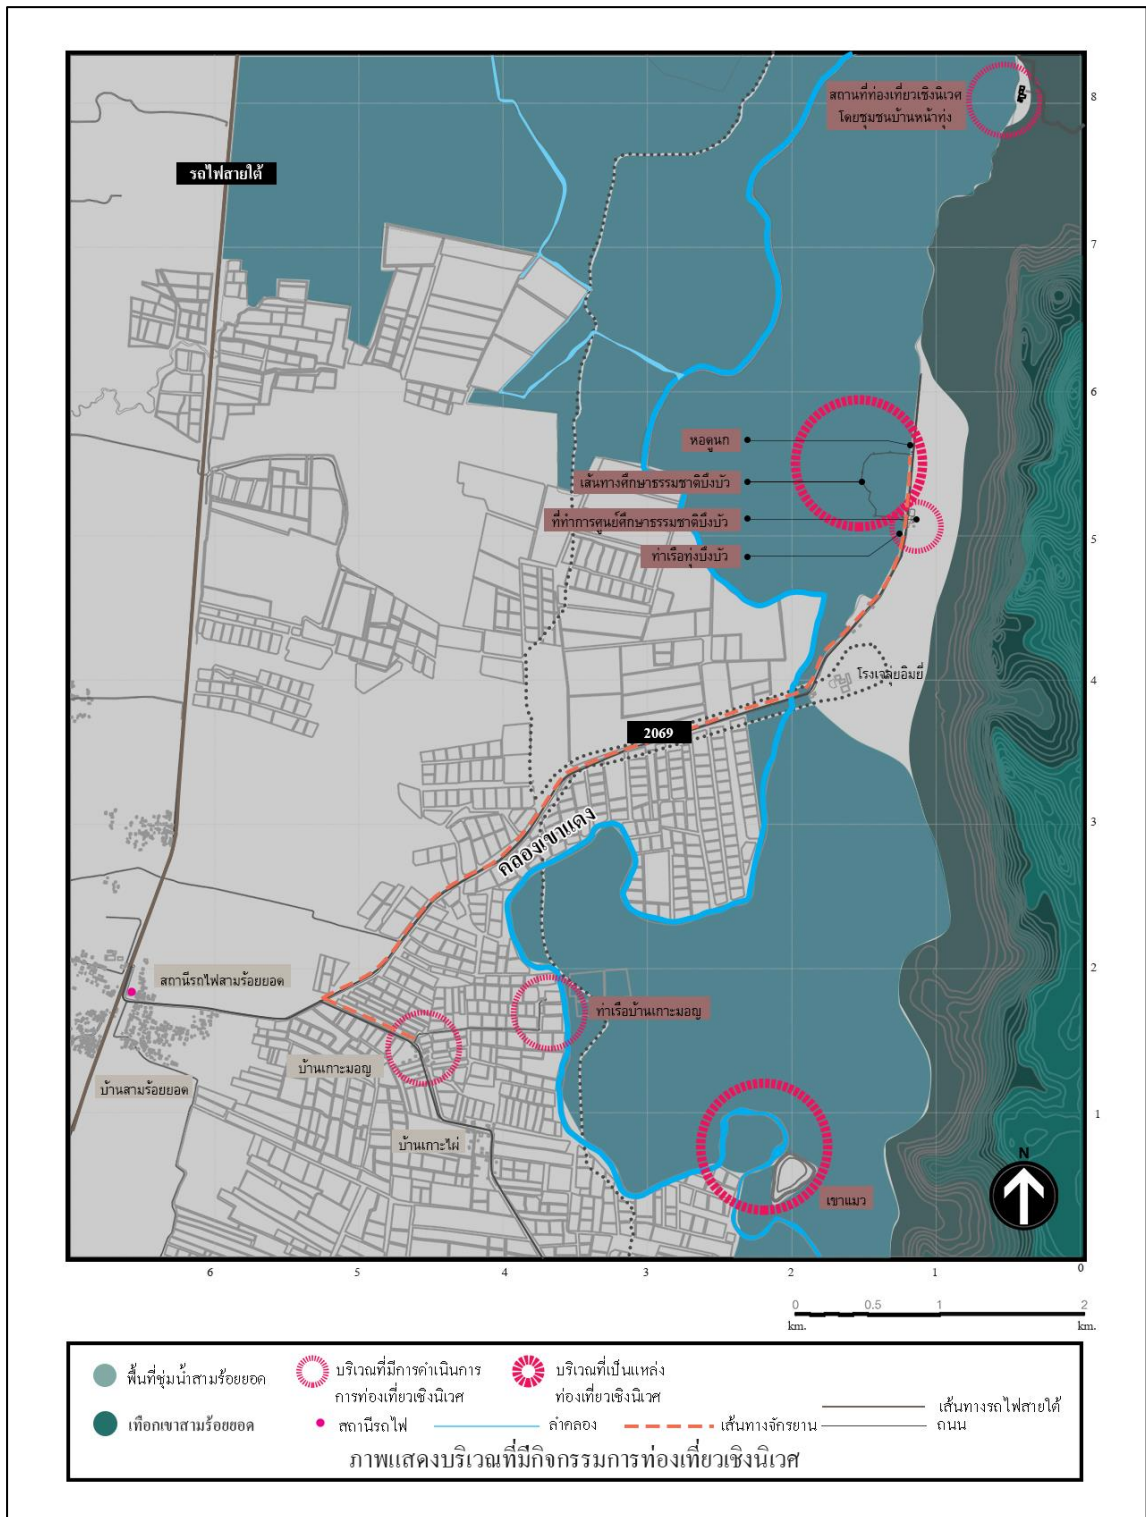 สถานที่ท่องเที่ยวเชิงนิเวศ
โดยชุมชนบ้านหน้าทุ่ง
8
รถไฟสายใต้
7
6
หอดูนก
เส้นทางศึกษาธรรมชาติบึงบัว
ที่ทำการศูนย์ศึกษาธรรมชาติบึงบัว
5
ท่าเรือทุ่งบึงบัว
4
โรงเจลุ่ยอิมยี่
2069
3
คลองเขาแดง
2
สถานีรถไฟสามร้อยยอด
ท่าเรือบ้านเกาะมอญ
บ้านเกาะมอญ
บ้านสามร้อยยอด
1
บ้านเกาะไผ่
N
เขาแมว
6 5 4 3 2 1 0
0 0.5 1 2
km. km.
พื้นที่ชุ่มน้ำสามร้อยยอด
บริเวณที่มีการดำเนินการ
การท่องเที่ยวเชิงนิเวศ
บริเวณที่เป็นแหล่ง
ท่องเที่ยวเชิงนิเวศ
เส้นทางรถไฟสายใต้
เทือกเขาสามร้อยยอด
สถานีรถไฟ
ลำคลอง
เส้นทางจักรยาน
ถนน
ภาพแสดงบริเวณที่มีกิจกรรมการท่องเที่ยวเชิงนิเวศ